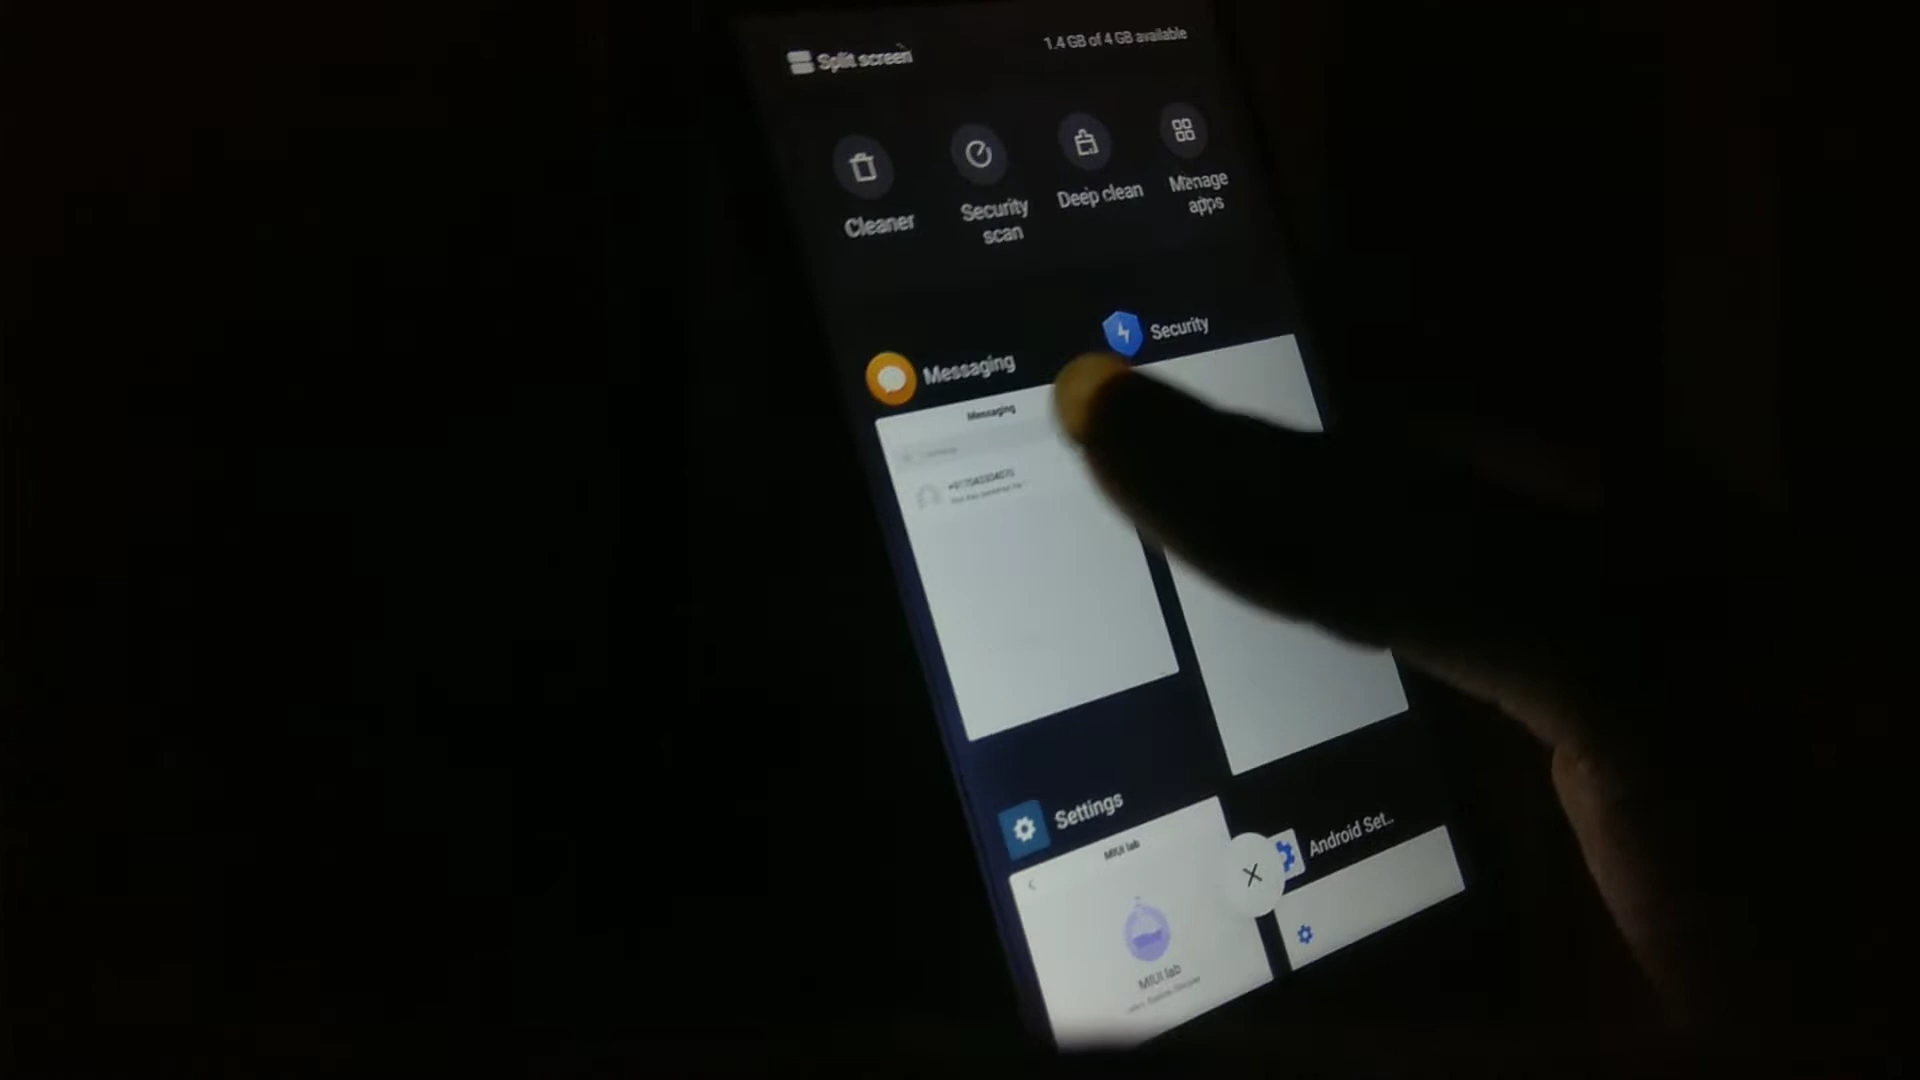 Split screen
1.4 GB of 4 GB available
Cleaner
Security
scan
Deep clean
Manage
apps
Messaging
Security
Messaging
Settings
Android Set..
MIUI lab
MIUI lab